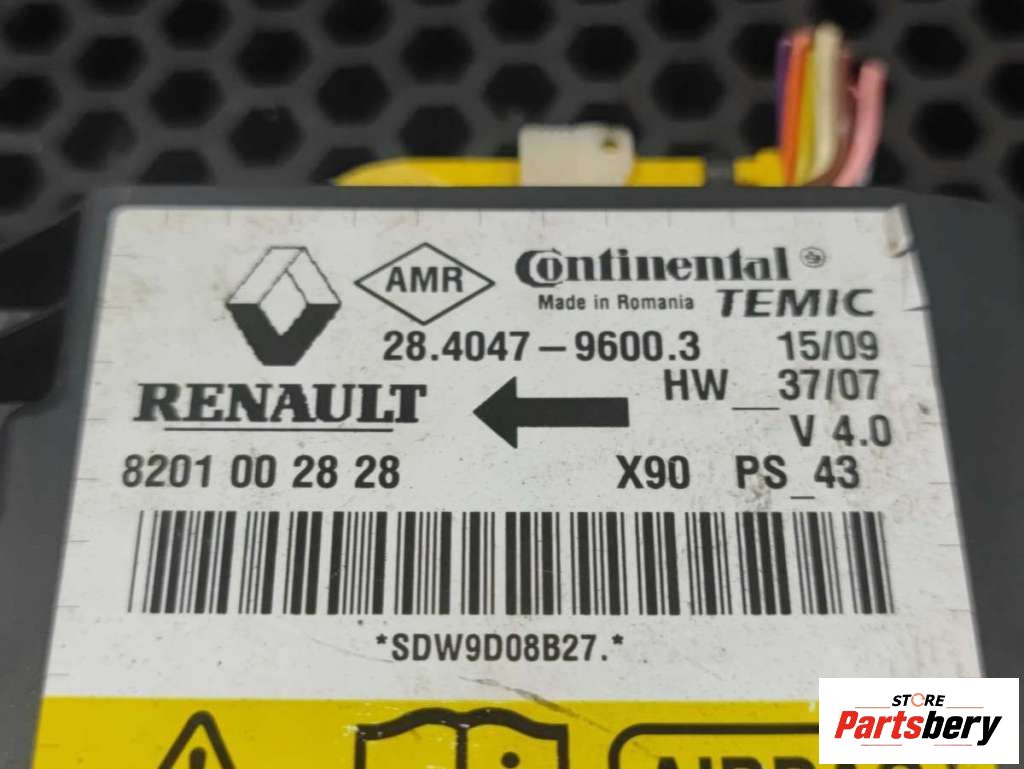 AMR
Continental
Made in Romania TEMIC
28.4047-9600.3 15/09
HW_37/07
RENAULT
V 4.0
8201 00 28 28 X90 PS_43
*SDW9D08B27.*
STORE
Partsbery